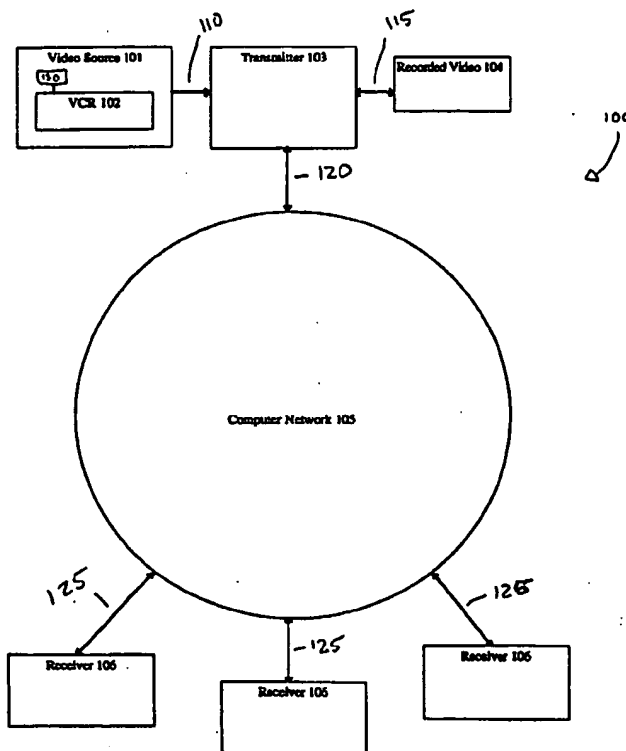 110
115
Video Source 101
Transmitter 103
Recorded Video 104
130
VCR 102
100
120
Computer Network 105
125
125
125
Receiver 106
Receiver 106
Receiver 106